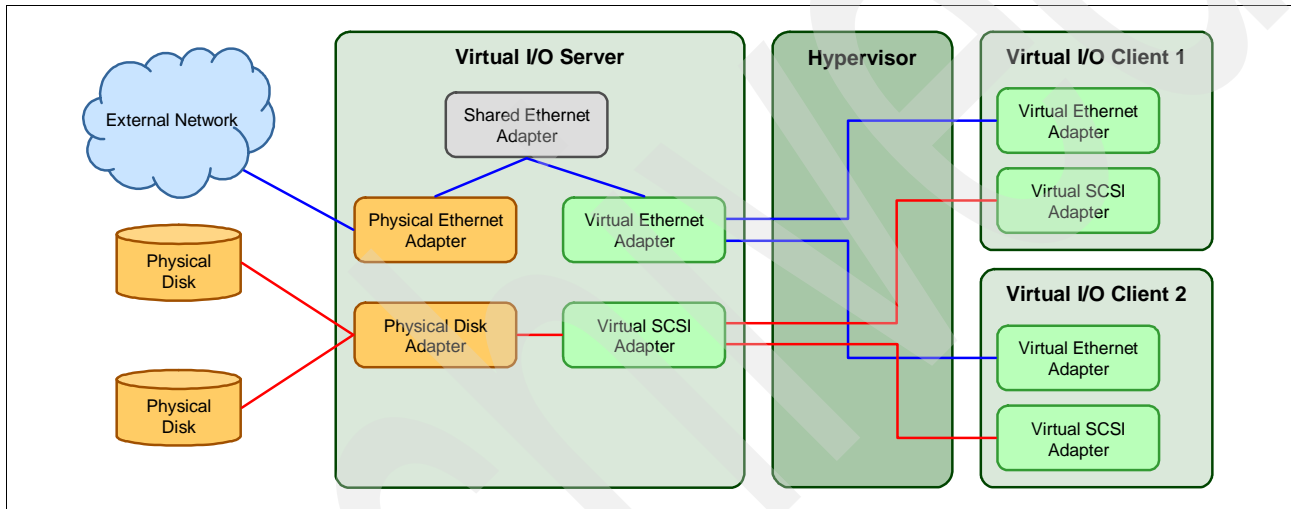 Virtual I/O Server
Hypervisor
Virtual I/O Client 1
External Network
Shared Ethernet
Adapter
Virtual Ethernet
Adapter
Virtual SCSI
Adapter
Physical Ethernet
Adapter
Virtual Ethernet
Adapter
Physical
Disk
Physical Disk
Adapter
Virtual SCSI
Adapter
Virtual I/O Client 2
Virtual Ethernet
Adapter
Physical
Disk
Virtual SCSI
Adapter